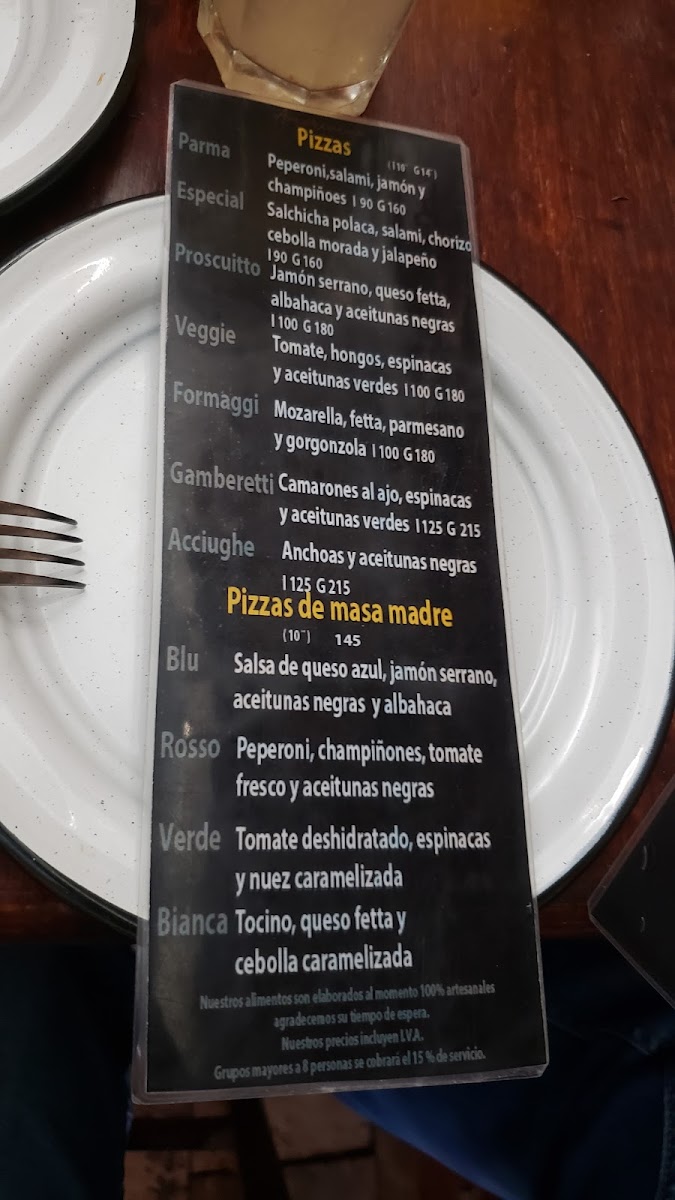 Pizzas
(I 10¨ G 14¨)
Parma Peperoni,salami, jamón y
champiñoes I 90 G 160
Especial Salchicha polaca, salami, chorizo
cebolla morada y jalapeño
I 90 G 160
Proscuitto Jamón serrano, queso fetta,
albahaca y aceitunas negras
I 100 G 180
Veggie Tomate, hongos, espinacas
y aceitunas verdes I 100 G 180
Formaggi Mozarella, fetta, parmesano
y gorgonzola I 100 G 180
Gamberetti Camarones al ajo, espinacas
y aceitunas verdes I 125 G 215
Acciughe Anchoas y aceitunas negras
I 125 G 215
Pizzas de masa madre
(10¨) 145
Blu Salsa de queso azul, jamón serrano,
aceitunas negras y albahaca
Rosso Peperoni, champiñones, tomate
fresco y aceitunas negras
Verde Tomate deshidratado, espinacas
y nuez caramelizada
Bianca Tocino, queso fetta y
cebolla caramelizada
Nuestros alimentos son elaborados al momento 100% artesanales
agradecemos su tiempo de espera.
Nuestros precios incluyen I.V.A.
Grupos mayores a 8 personas se cobrará el 15 % de servicio.